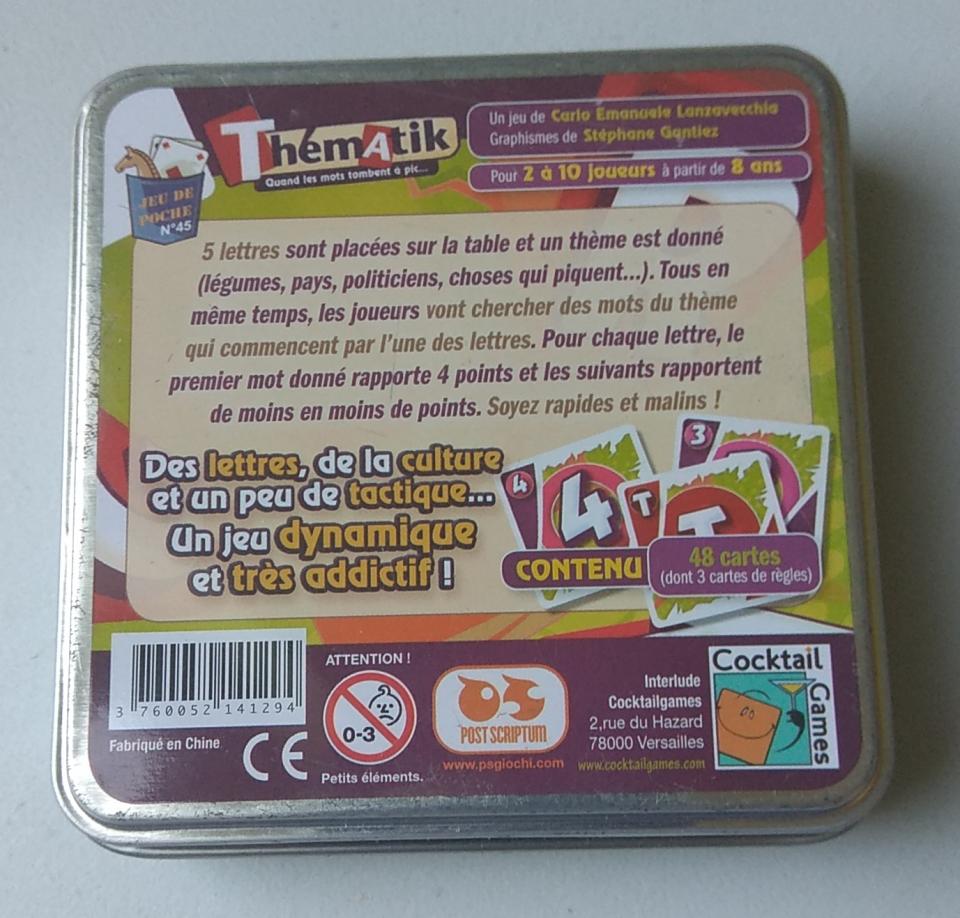 ThémAtik
Quand les mots tombent à pic...
Un jeu de Carlo Emanuele Lanzavecchia
Graphismes de Stéphane Gantiez
Pour 2 à 10 joueurs à partir de 8 ans
JEU DE
POCHE
N°45
5 lettres sont placées sur la table et un thème est donné
(légumes, pays, politiciens, choses qui piquent...). Tous en
même temps, les joueurs vont chercher des mots du thème
qui commencent par l'une des lettres. Pour chaque lettre, le
premier mot donné rapporte 4 points et les suivants rapportent
de moins en moins de points. Soyez rapides et malins !
Des lettres, de la culture
et un peu de tactique...
Un jeu dynamique
et très addictif !
4
4
3
T
T
CONTENU
48 cartes
(dont 3 cartes de règles)
3 760052 141294
Fabriqué en Chine
CE
ATTENTION !
0-3
Petits éléments.
POST SCRIPTUM
www.psgiochi.com
Interlude
Cocktailgames
2,rue du Hazard
78000 Versailles
www.cocktailgames.com
Cocktail
Games